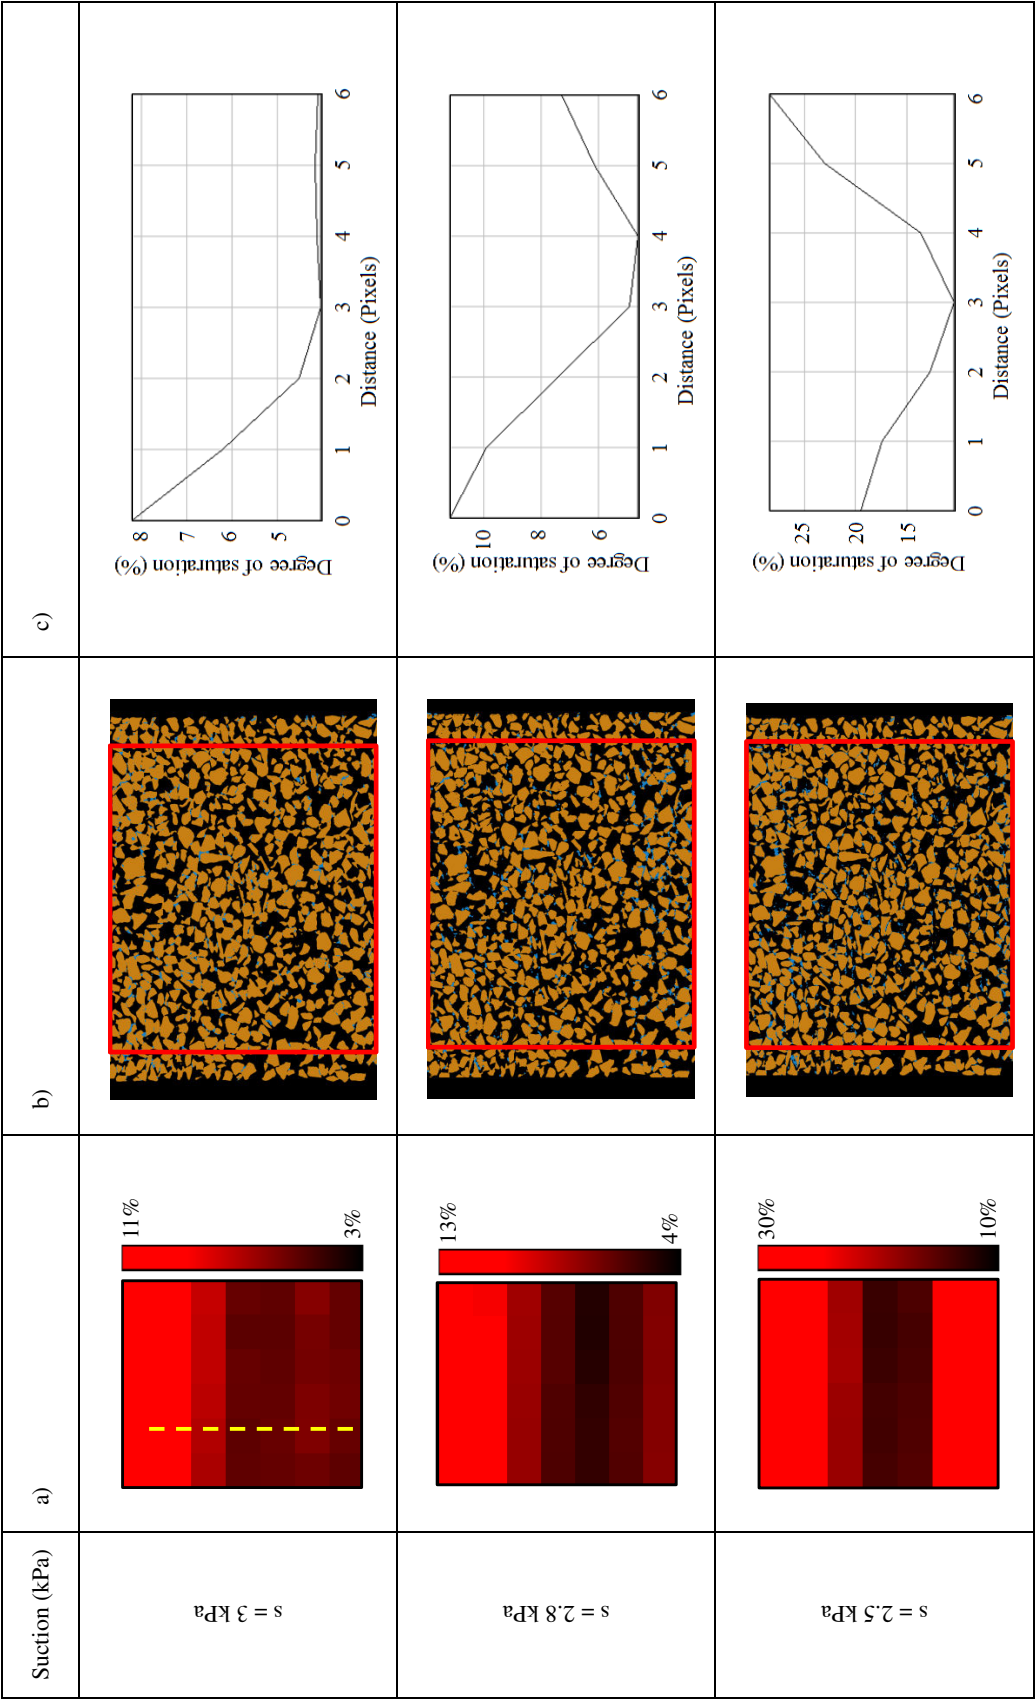 Suction (kPa)
a)
b)
c)
s = 3 kPa
11%
3%
Degree of saturation (%)
8
7
6
5
0
1
2
3
4
5
6
Distance (Pixels)
s = 2.8 kPa
13%
4%
Degree of saturation (%)
10
8
6
0
1
2
3
4
5
6
Distance (Pixels)
s = 2.5 kPa
30%
10%
Degree of saturation (%)
25
20
15
0
1
2
3
4
5
6
Distance (Pixels)